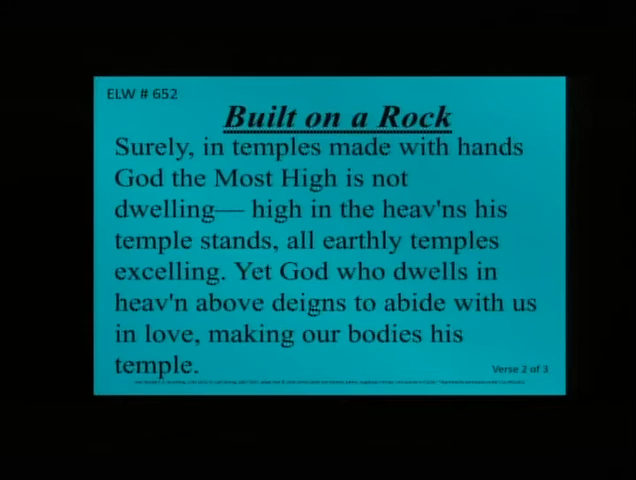 ELW # 652
Built on a Rock
Surely, in temples made with hands
God the Most High is not
dwelling— high in the heav'ns his
temple stands, all earthly temples
excelling. Yet God who dwells in
heav'n above deigns to abide with us
in love, making our bodies his
temple.
Verse 2 of 3